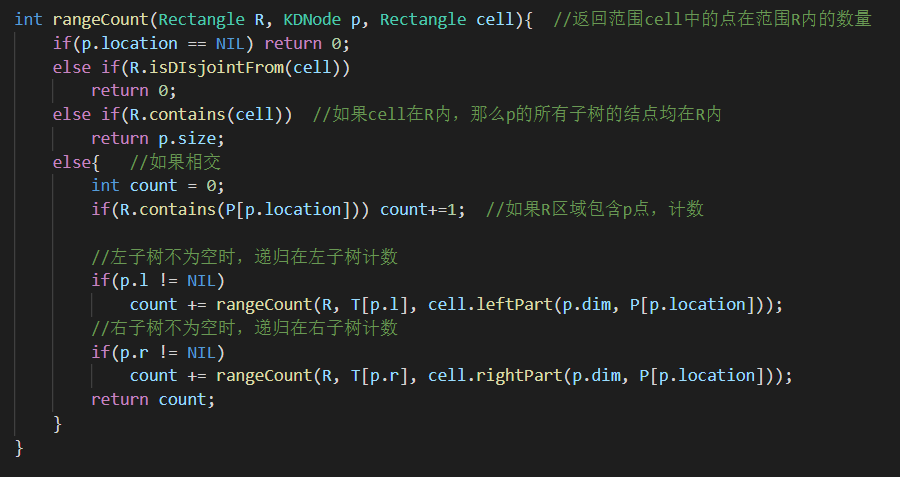 int rangeCount(Rectangle R, KDNode p, Rectangle cell){  //返回范围cell中的点在范围R内的数量
    if(p.location == NIL) return 0;
    else if(R.isDIsjointFrom(cell))
        return 0;
    else if(R.contains(cell))  //如果cell在R内，那么p的所有子树的结点均在R内
        return p.size;
    else{   //如果相交
        int count = 0;
        if(R.contains(P[p.location])) count+=1;  //如果R区域包含p点，计数
        //左子树不为空时，递归在左子树计数
        if(p.l != NIL)
            count += rangeCount(R, T[p.l], cell.leftPart(p.dim, P[p.location]));
        //右子树不为空时，递归在右子树计数
        if(p.r != NIL)
            count += rangeCount(R, T[p.r], cell.rightPart(p.dim, P[p.location]));
        return count;
    }
}